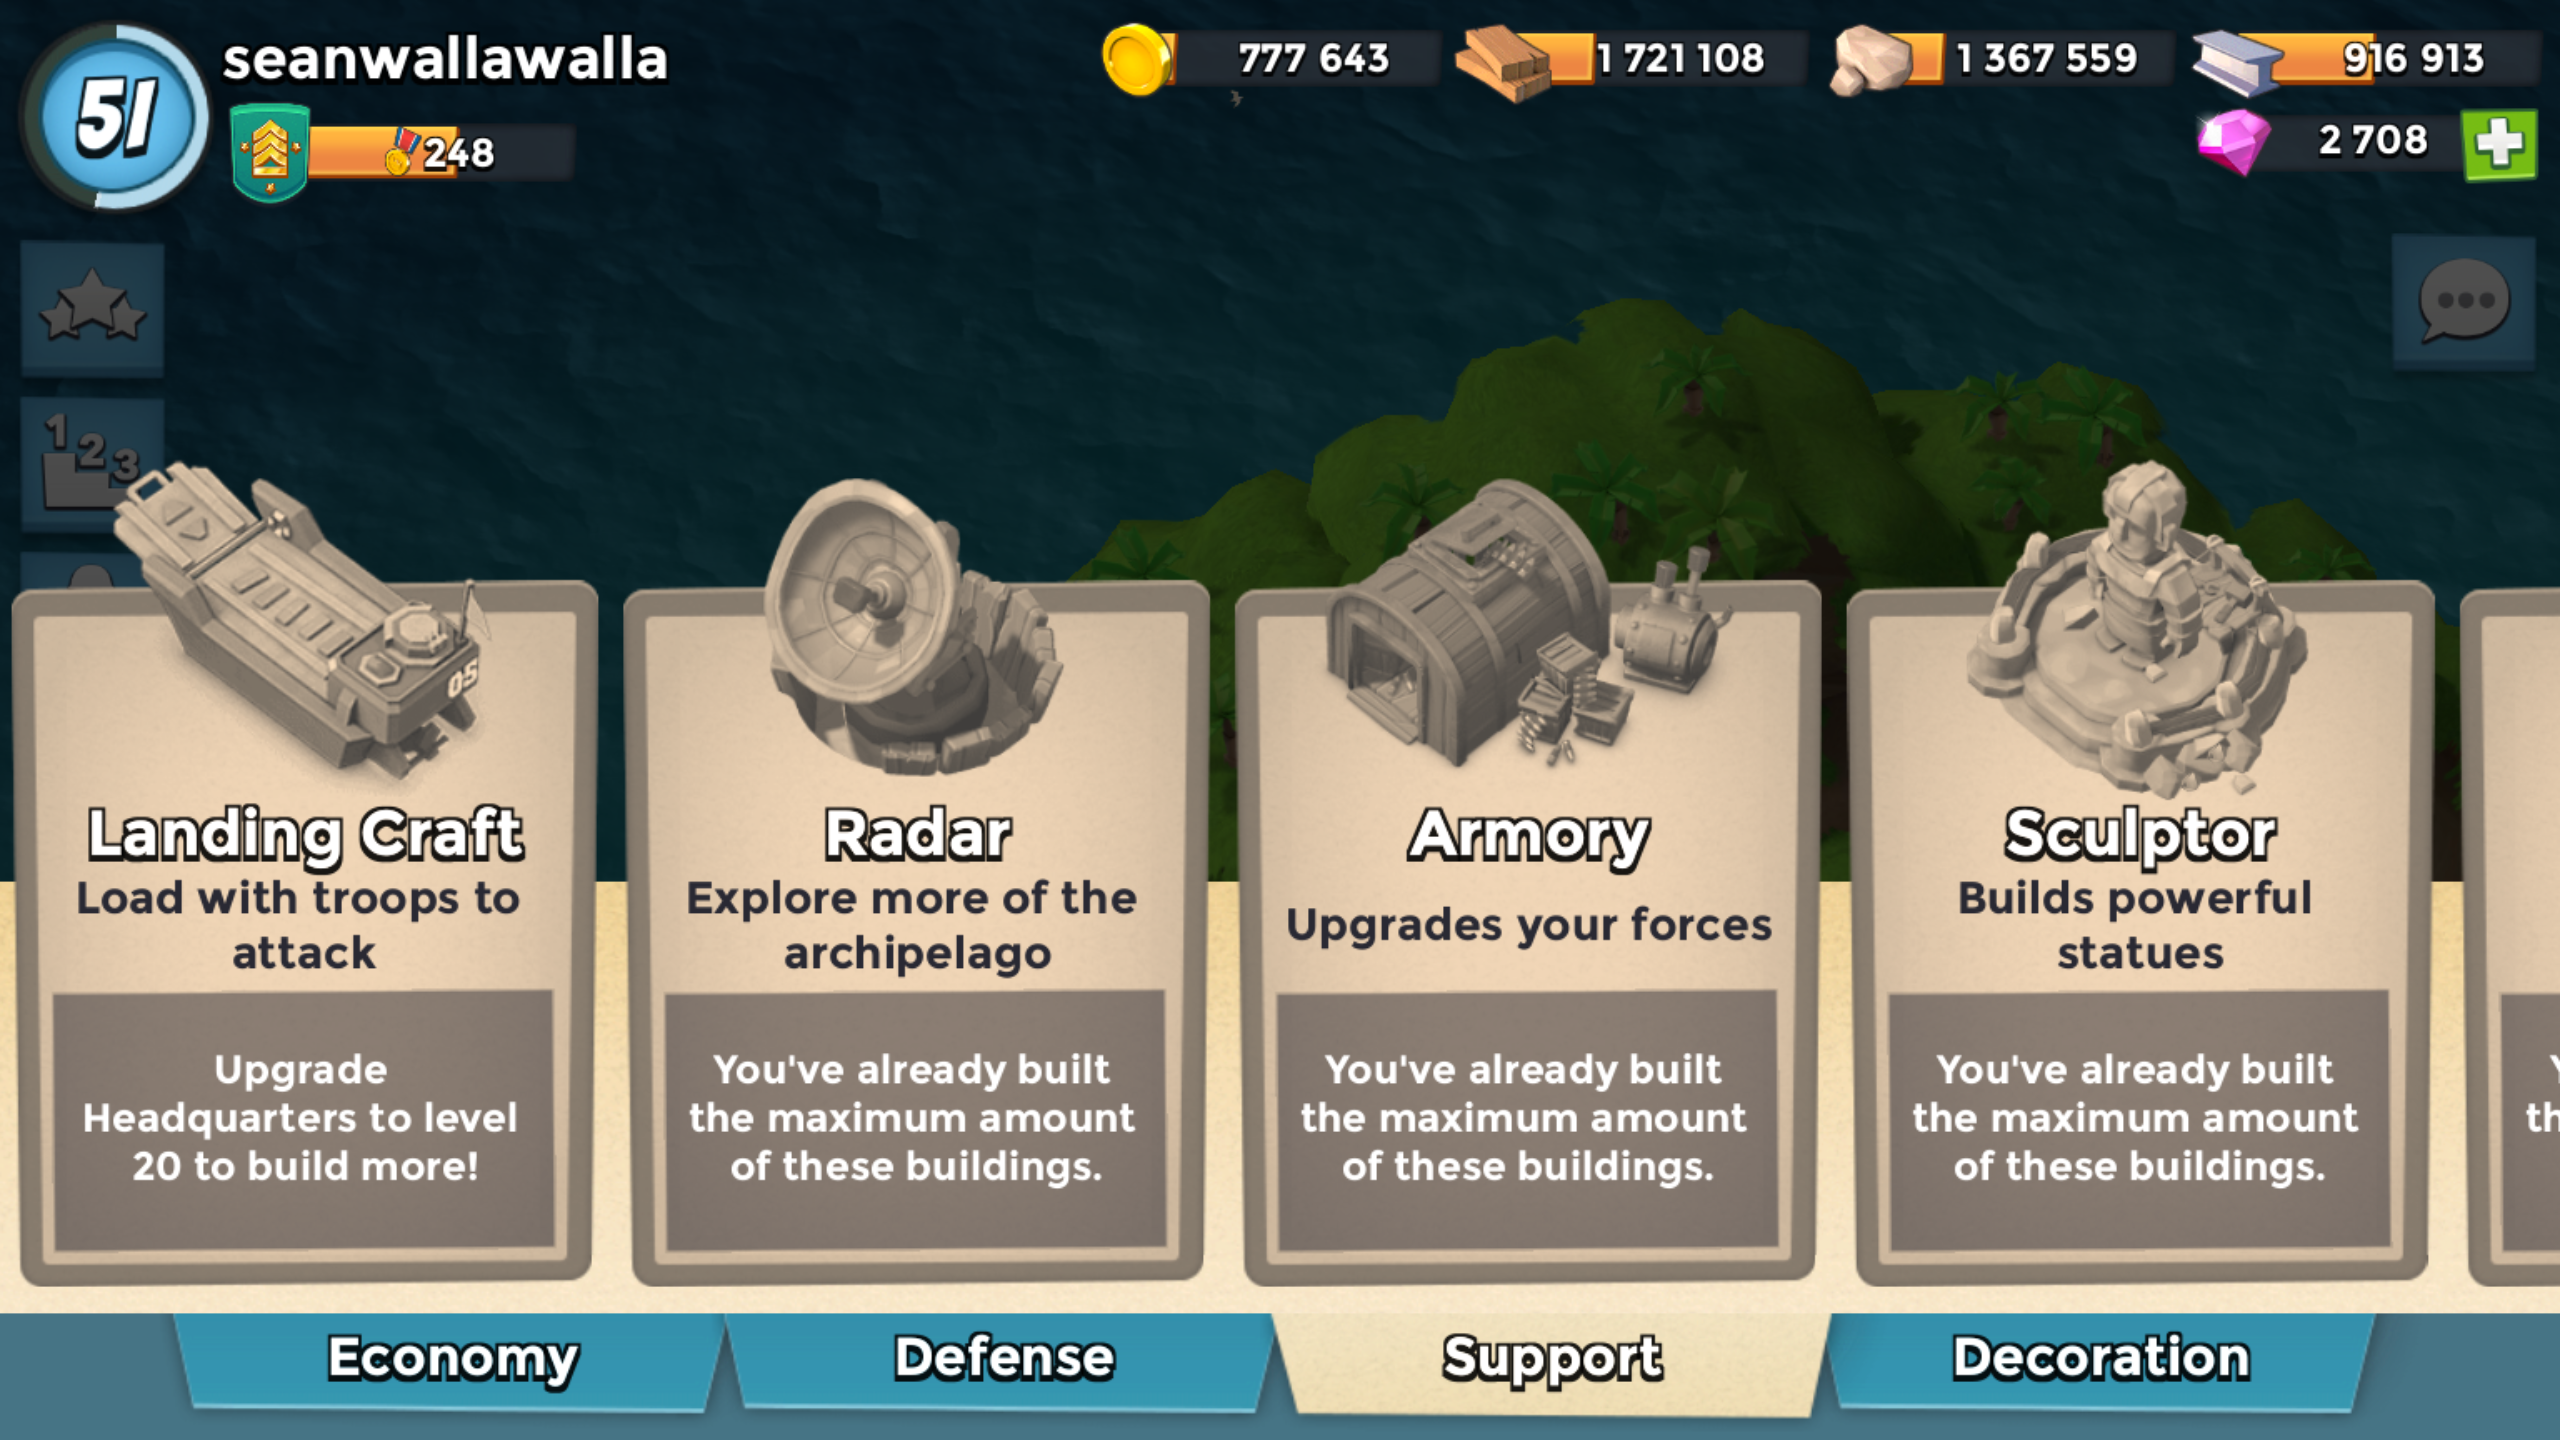 51
seanwallawalla
777 643
1 721 108
1 367 559
916 913
248
2 708
1 2 3
05
Landing Craft
Load with troops to
attack
Upgrade
Headquarters to level
20 to build more!
Radar
Explore more of the
archipelago
You've already built
the maximum amount
of these buildings.
Armory
Upgrades your forces
You've already built
the maximum amount
of these buildings.
Sculptor
Builds powerful
statues
You've already built
the maximum amount
of these buildings.
Economy
Defense
Support
Decoration